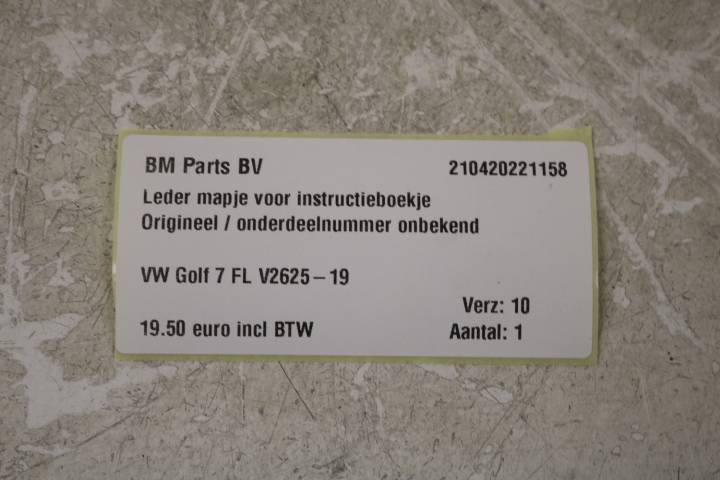 BM Parts BV 210420221158
Leder mapje voor instructieboekje
Origineel / onderdeelnummer onbekend
VW Golf 7 FL V2625-19
Verz: 10
19.50 euro incl BTW Aantal: 1